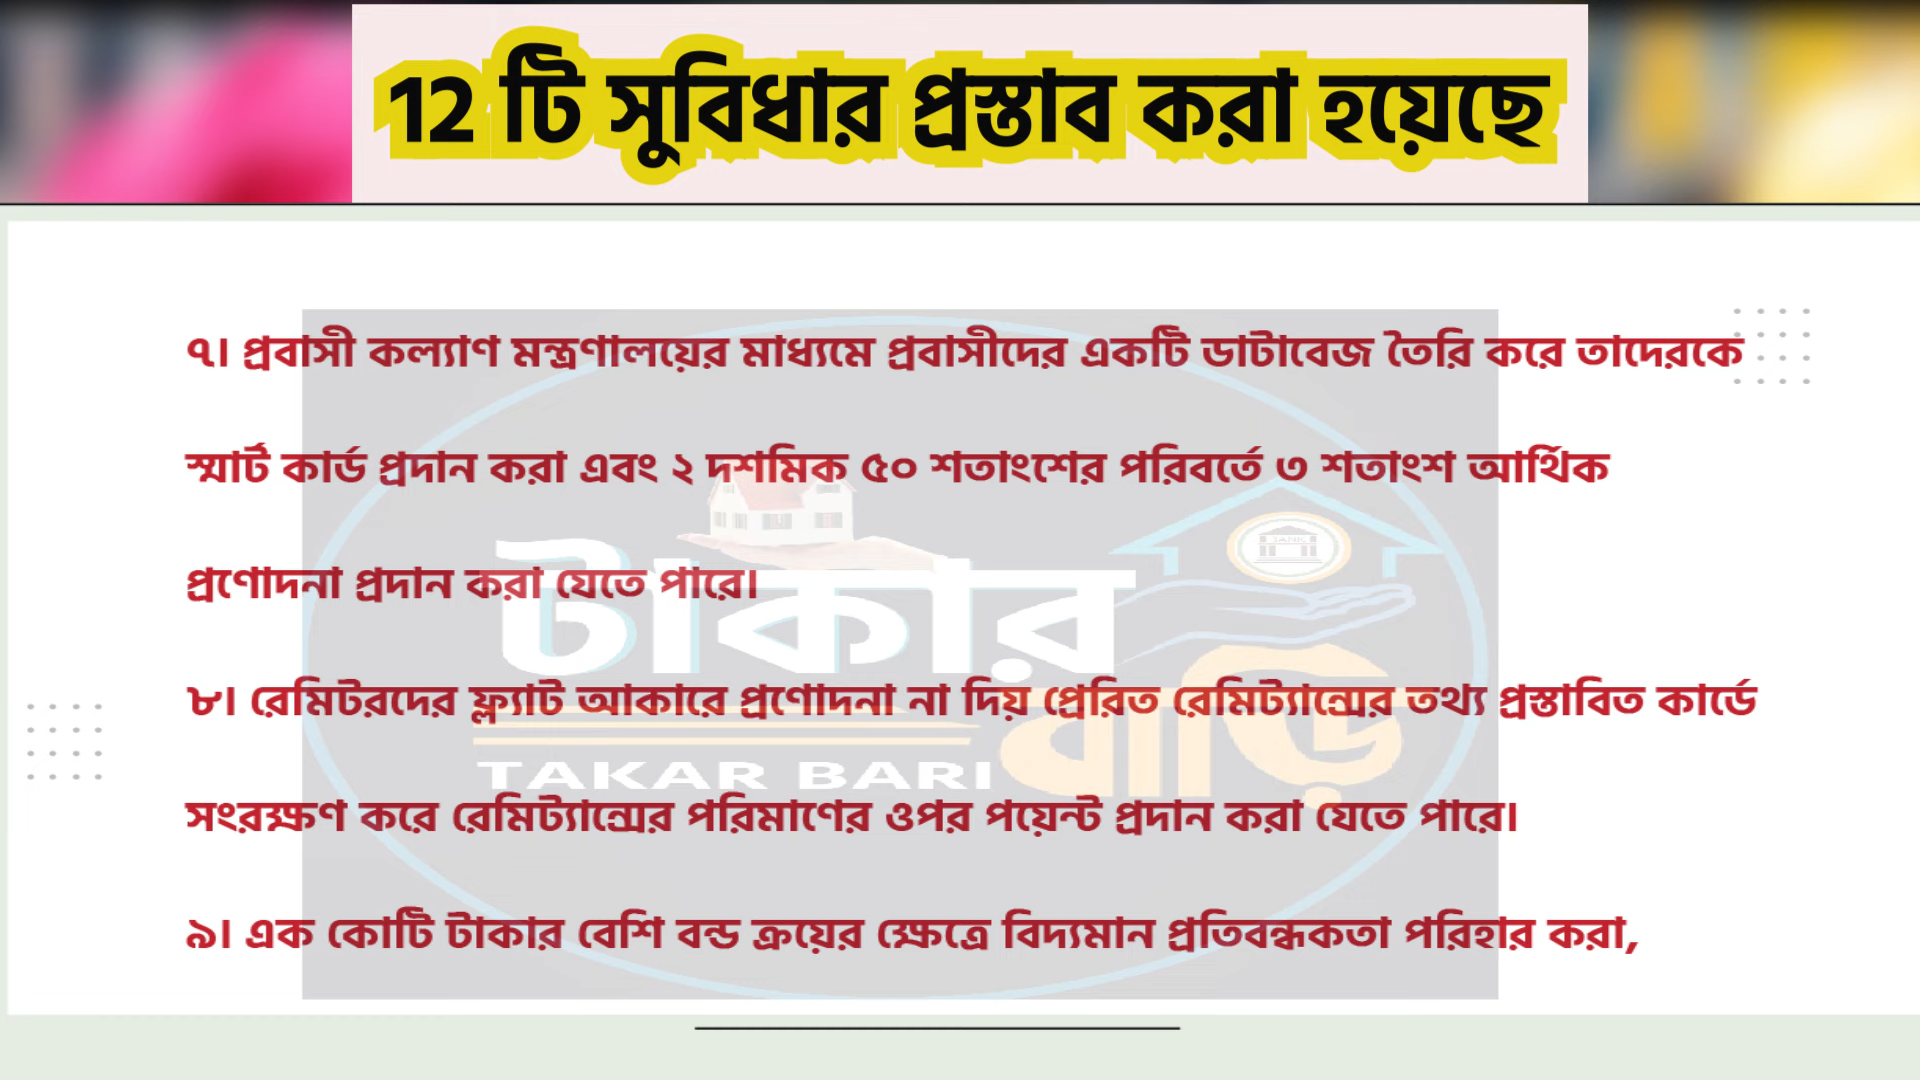 12 টি সুবিধার প্রস্তাব করা হয়েছে
৭। প্রবাসী কল্যাণ মন্ত্রণালয়ের মাধ্যমে প্রবাসীদের একটি ডাটাবেজ তৈরি করে তাদেরকে
স্মার্ট কার্ড প্রদান করা এবং ২ দশমিক ৫০ শতাংশের পরিবর্তে ৩ শতাংশ আর্থিক
BANK
প্রণোদনা প্রদান করা যেতে পারে।
টাকার
বাড়ি
৮। রেমিটরদের ফ্ল্যাট আকারে প্রণোদনা না দিয় প্রেরিত রেমিট্যান্সের তথ্য প্রস্তাবিত কার্ডে
TAKAR BARI
সংরক্ষণ করে রেমিট্যান্সের পরিমাণের ওপর পয়েন্ট প্রদান করা যেতে পারে।
৯। এক কোটি টাকার বেশি বন্ড ক্রয়ের ক্ষেত্রে বিদ্যমান প্রতিবন্ধকতা পরিহার করা,